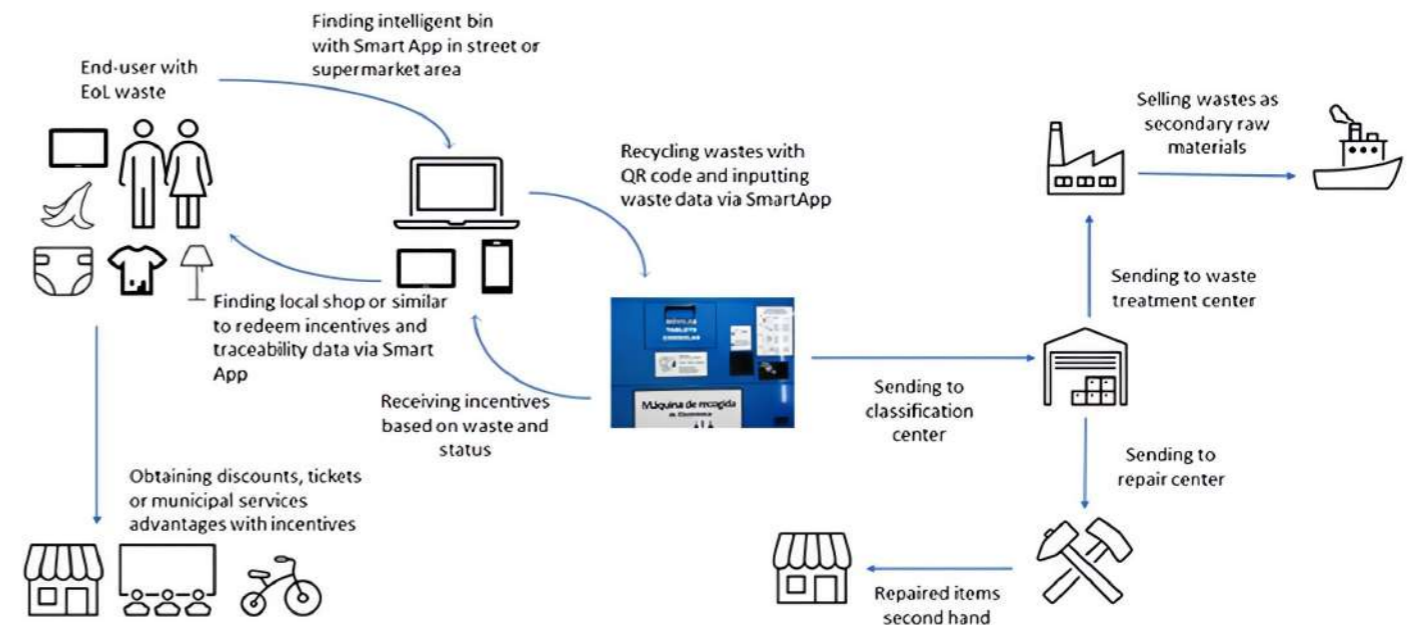 Finding intelligent bin
with Smart App in street or
supermarket area
End-user with
EoL waste
Selling wastes as
secondary raw
materials
Recycling wastes with
QR code and inputting
waste data via SmartApp
Sending to waste
treatment center
Finding local shop or similar
to redeem incentives and
traceability data via Smart
App
MÓVILES
TABLETS
CONSOLAS
Máquina de recogida
Receiving incentives
based on waste and
status
Sending to
classification
center
Sending to
repair center
Obtaining discounts, tickets
or municipal services
advantages with incentives
Repaired items
second hand